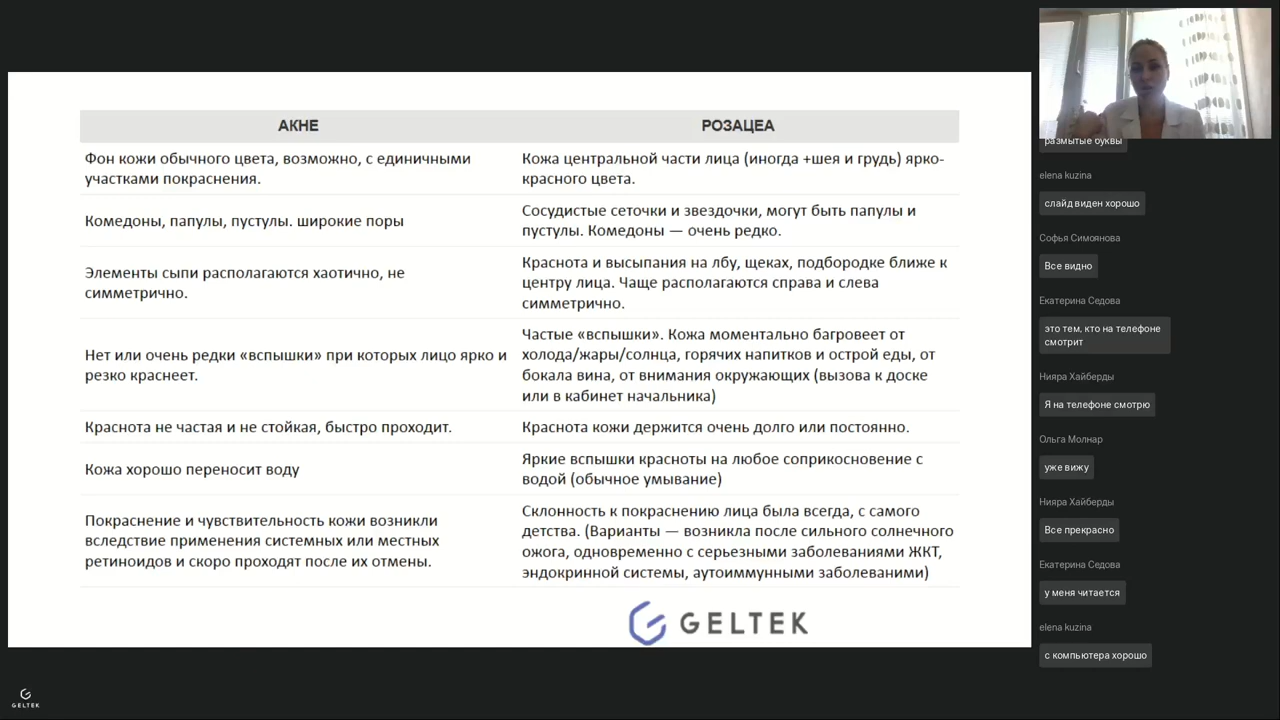 АКНЕ
РОЗАЦЕА
Фон кожи обычного цвета, возможно, с единичными
участками покраснения.
Кожа центральной части лица (иногда +шея и грудь) ярко-
красного цвета.
Комедоны, папулы, пустулы. широкие поры
Сосудистые сеточки и звездочки, могут быть папулы и
пустулы. Комедоны — очень редко.
Элементы сыпи располагаются хаотично, не
симметрично.
Краснота и высыпания на лбу, щеках, подбородке ближе к
центру лица. Чаще располагаются справа и слева
симметрично.
Нет или очень редки «вспышки» при которых лицо ярко и
резко краснеет.
Частые «вспышки». Кожа моментально багровеет от
холода/жары/солнца, горячих напитков и острой еды, от
бокала вина, от внимания окружающих (вызова к доске
или в кабинет начальника)
Краснота не частая и не стойкая, быстро проходит.
Краснота кожи держится очень долго или постоянно.
Кожа хорошо переносит воду
Яркие вспышки красноты на любое соприкосновение с
водой (обычное умывание)
Покраснение и чувствительность кожи возникли
вследствие применения системных или местных
ретиноидов и скоро проходят после их отмены.
Склонность к покраснению лица была всегда, с самого
детства. (Варианты — возникла после сильного солнечного
ожога, одновременно с серьезными заболеваниями ЖКТ,
эндокринной системы, аутоиммунными заболеваними)
GELTEK
GELTEK
размытые буквы
elena kuzina
слайд виден хорошо
Софья Симоянова
Все видно
Екатерина Седова
это тем, кто на телефоне
смотрит
Нияра Хайберды
Я на телефоне смотрю
Ольга Молнар
уже вижу
Нияра Хайберды
Все прекрасно
Екатерина Седова
у меня читается
elena kuzina
с компьютера хорошо